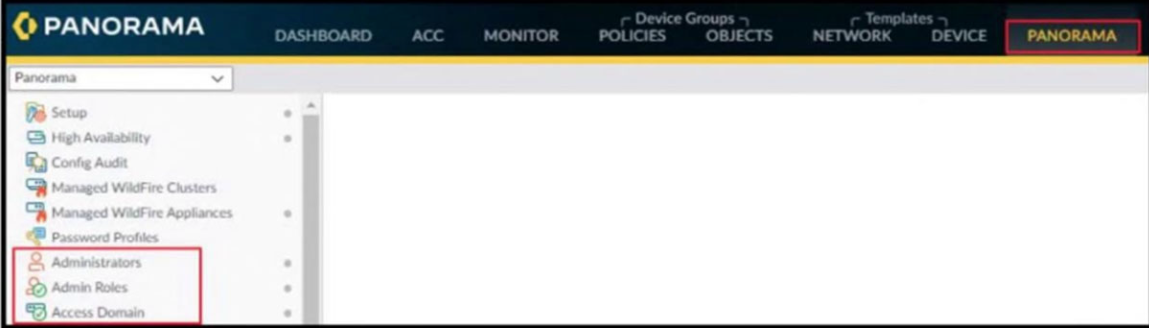 PANORAMA
Device Groups
Templates
DASHBOARD ACC MONITOR POLICIES OBJECTS NETWORK DEVICE PANORAMA
Panorama
Setup
High Availability
Config Audit
Managed WildFire Clusters
Managed WildFire Appliances
Password Profiles
Administrators
Admin Roles
Access Domain